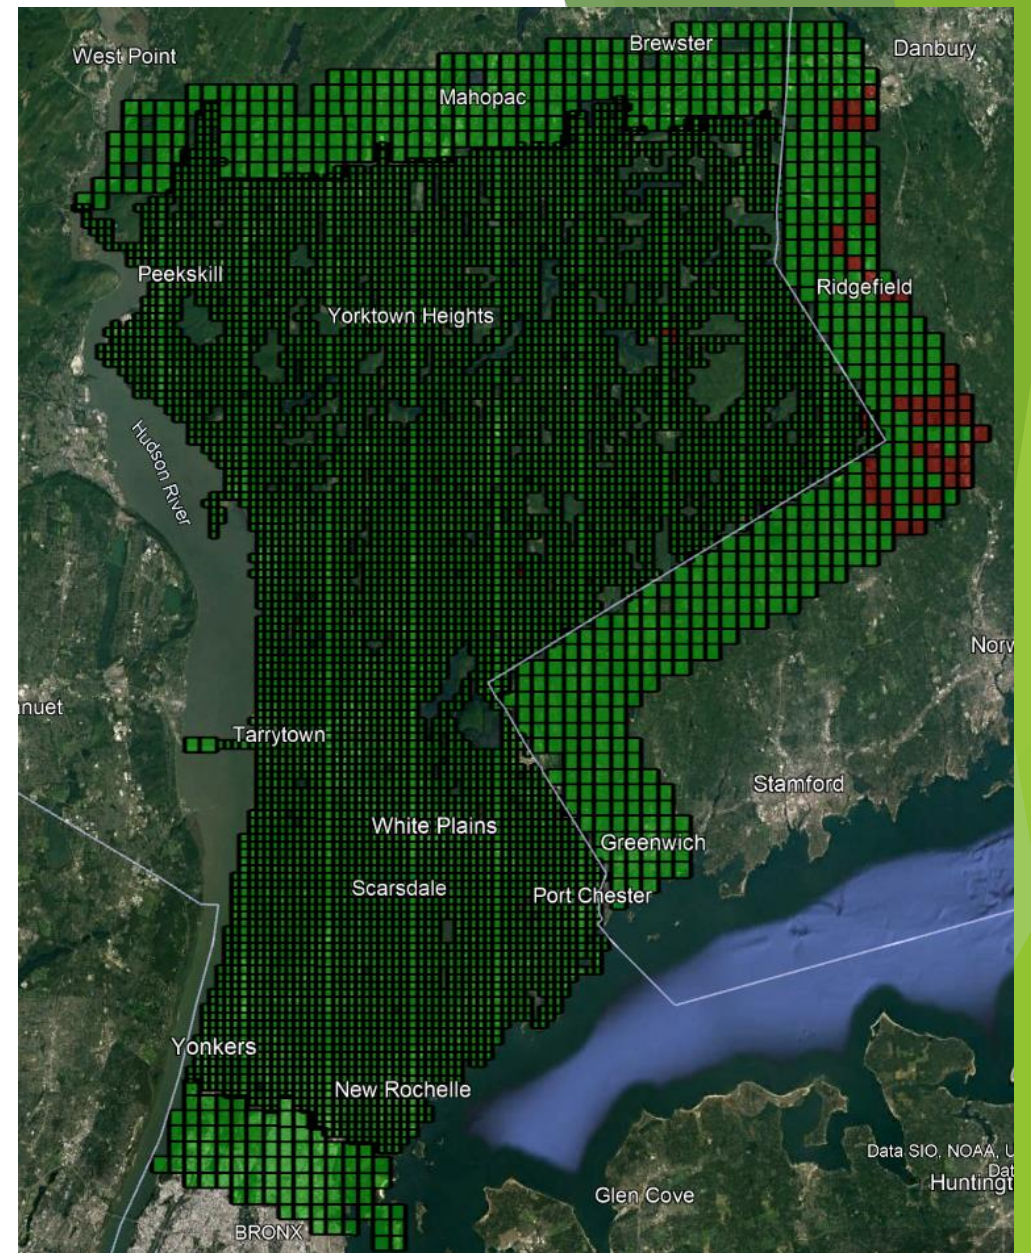 West Point
Brewster
Danbury
Mahopac
Peekskill
Ridgefield
Yorktown Heights
Hudson River
Norw
nuet
Tarrytown
Stamford
White Plains
Greenwich
Scarsdale
Port Chester
Yonkers
New Rochelle
Data SIO, NOAA, U
Dat
Huntingt
Glen Cove
BRONX